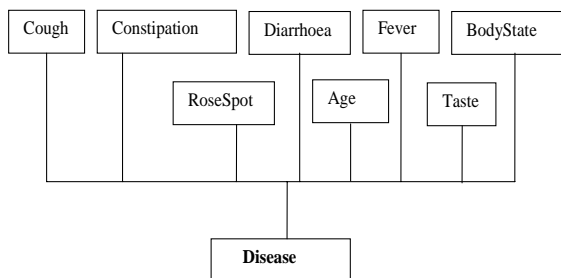 Cough Constipation Diarrhoea Fever BodyState
RoseSpot Age Taste
Disease